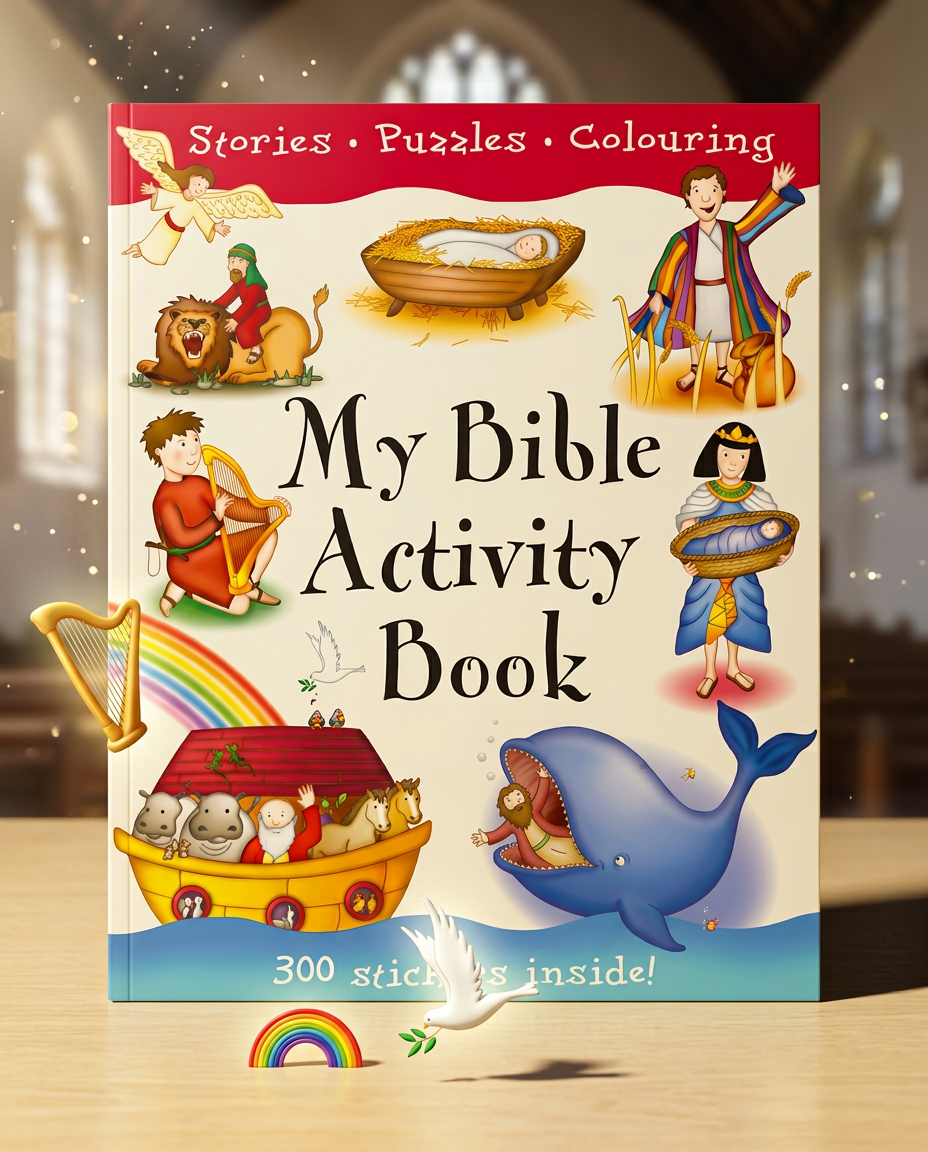 Stories • Puzzles • Colouring
My Bible
Activity
Book
300 inside!